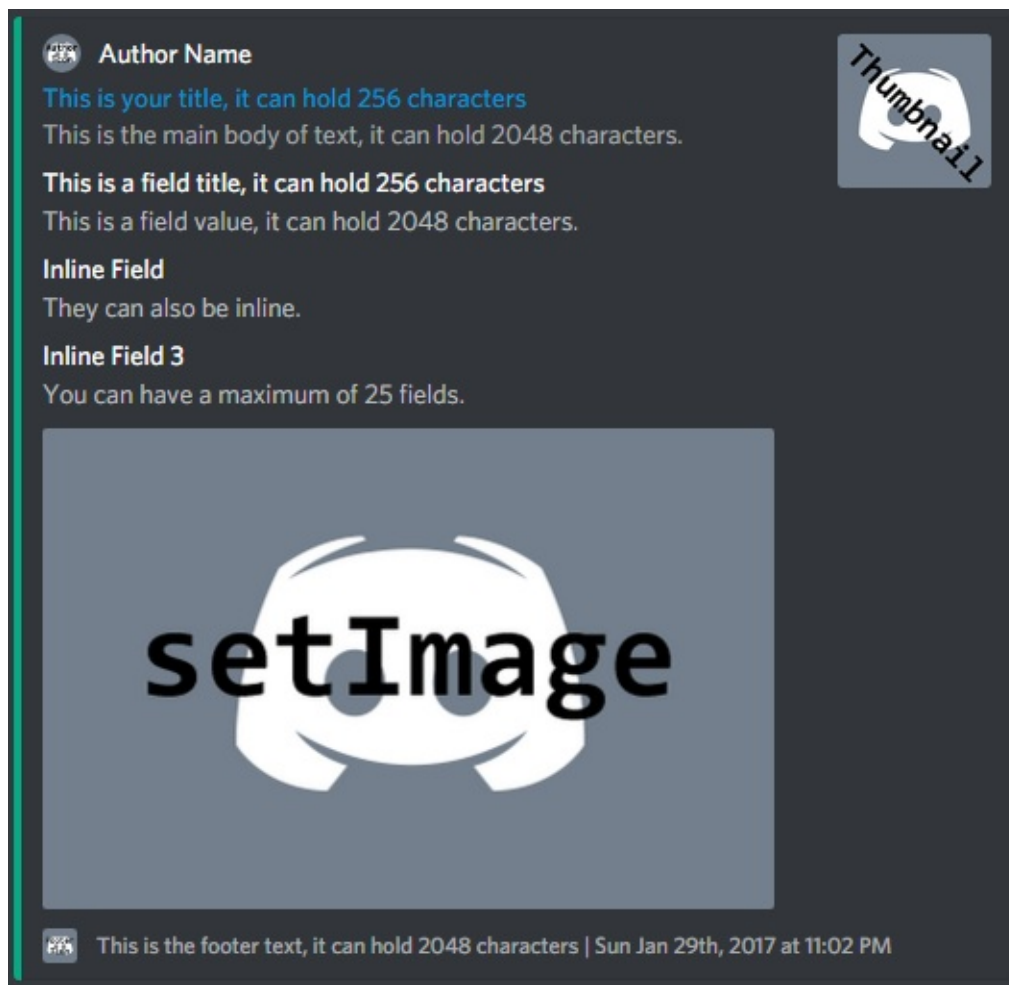 Author Name
Thumbnail
This is your title, it can hold 256 characters
This is the main body of text, it can hold 2048 characters.
This is a field title, it can hold 256 characters
This is a field value, it can hold 2048 characters.
Inline Field
They can also be inline.
Inline Field 3
You can have a maximum of 25 fields.
setImage
This is the footer text, it can hold 2048 characters | Sun Jan 29th, 2017 at 11:02 PM